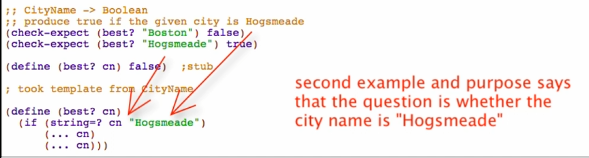 ;; CityName -> Boolean
;; produce true if the given city is Hogsmeade
(check-expect (best? "Boston") false)
(check-expect (best? "Hogsmeade") true)
(define (best? cn) false)  ;stub
; took template from CityName
(define (best? cn)
  (if (string=? cn "Hogsmeade")
      (... cn)
      (... cn)))
second example and purpose says
that the question is whether the
city name is "Hogsmeade"